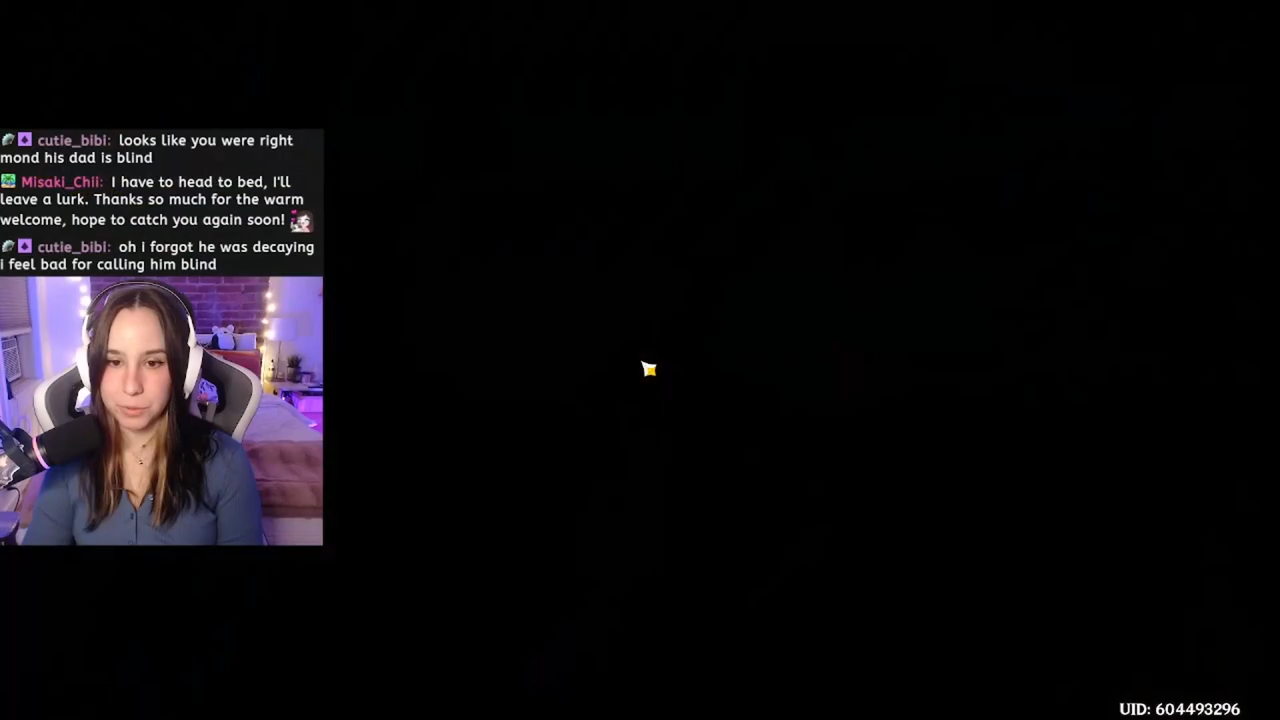 cutie_bibi: looks like you were right
mond his dad is blind
Misaki_Chii: I have to head to bed, I'll
leave a lurk. Thanks so much for the warm
welcome, hope to catch you again soon!
cutie_bibi: oh i forgot he was decaying
i feel bad for calling him blind
UID: 604493296